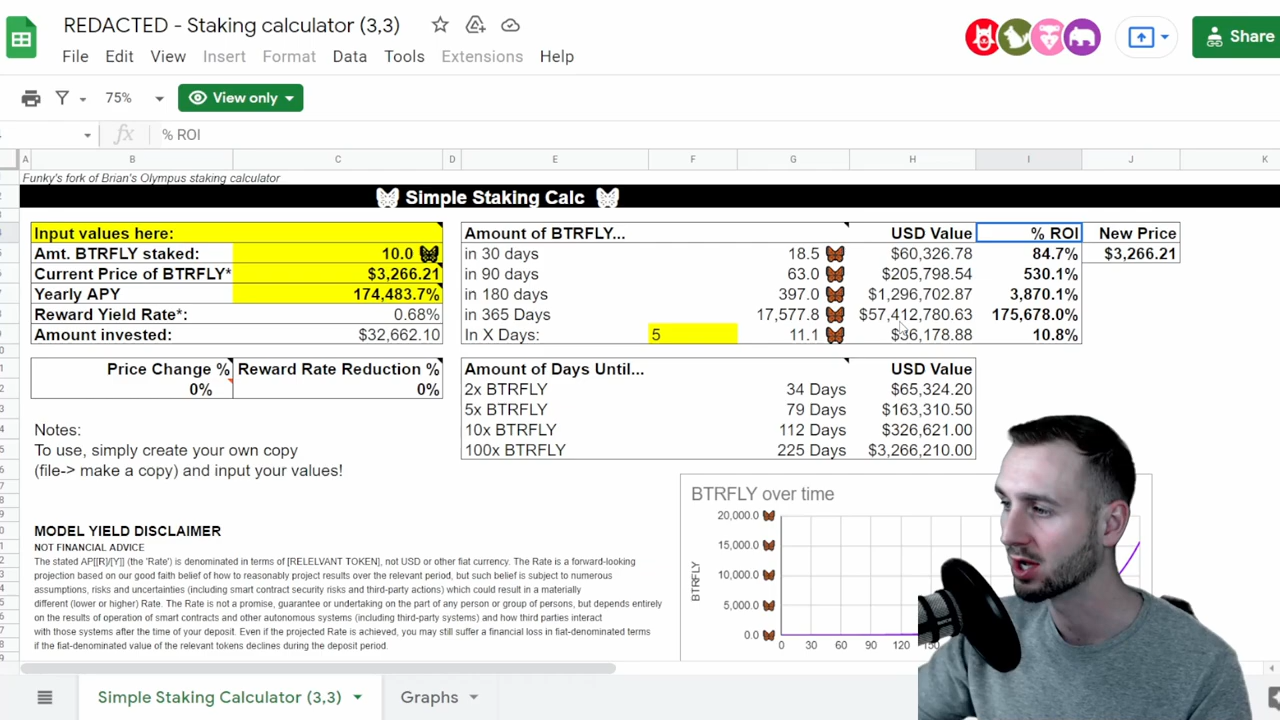 REDACTED - Staking calculator (3,3)
File Edit View Insert Format Data Tools Extensions Help
Share
75% View only
fx % ROI
A B C D E F G H I J K
Funky's fork of Brian's Olympus staking calculator
Simple Staking Calc
Input values here: Amount of BTRFLY... USD Value % ROI New Price
Amt. BTRFLY staked: 10.0 in 30 days 18.5 $60,326.78 84.7% $3,266.21
Current Price of BTRFLY* $3,266.21 in 90 days 63.0 $205,798.54 530.1%
Yearly APY 174,483.7% in 180 days 397.0 $1,296,702.87 3,870.1%
Reward Yield Rate*: 0.68% in 365 Days 17,577.8 $57,412,780.63 175,678.0%
Amount invested: $32,662.10 In X Days: 5 11.1 $36,178.88 10.8%
Price Change % Reward Rate Reduction % Amount of Days Until... USD Value
0% 0% 2x BTRFLY 34 Days $65,324.20
5x BTRFLY 79 Days $163,310.50
Notes: 10x BTRFLY 112 Days $326,621.00
To use, simply create your own copy 100x BTRFLY 225 Days $3,266,210.00
(file-> make a copy) and input your values!
BTRFLY over time
20,000.0
15,000.0
10,000.0
5,000.0
0.0
BTRFLY
0 30 60 90 120
MODEL YIELD DISCLAIMER
NOT FINANCIAL ADVICE
The stated AP[[R]/[Y]] (the 'Rate') is denominated in terms of [RELELVANT TOKEN], not USD or other fiat currency. The Rate is a forward-looking
projection based on our good faith belief of how to reasonably project results over the relevant period, but such belief is subject to numerous
assumptions, risks and uncertainties (including smart contract security risks and third-party actions) which could result in a materially
different (lower or higher) Rate. The Rate is not a promise, guarantee or undertaking on the part of any person or group of persons, but depends entirely
on the results of operation of smart contracts and other autonomous systems (including third-party systems) and how third parties interact
with those systems after the time of your deposit. Even if the projected Rate is achieved, you may still suffer a financial loss in fiat-denominated terms
if the fiat-denominated value of the relevant tokens declines during the deposit period.
Simple Staking Calculator (3,3) Graphs